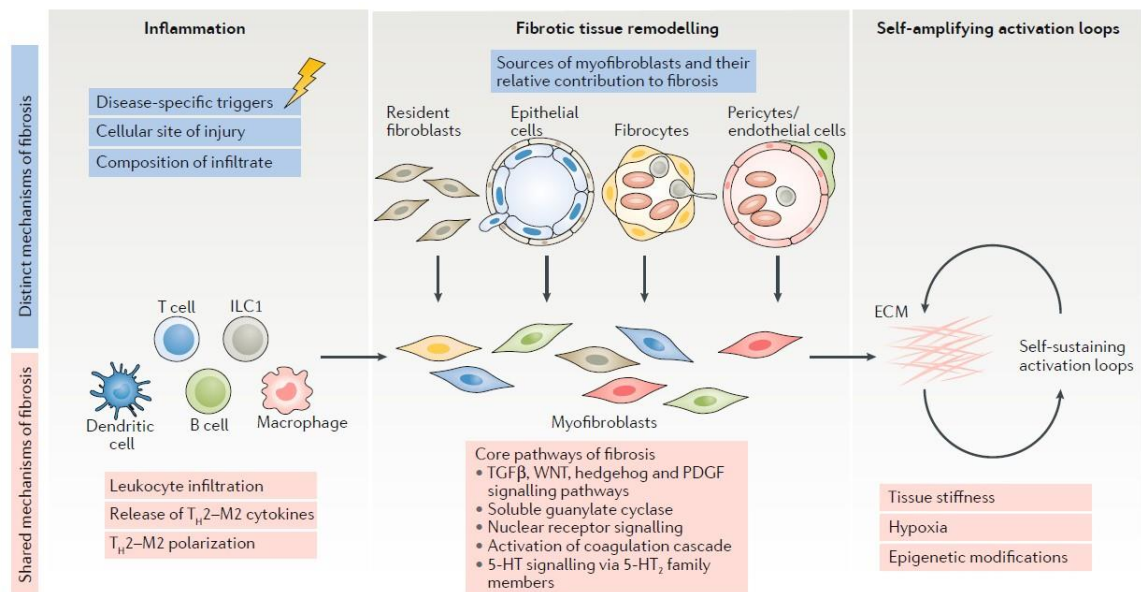 Inflammation
Fibrotic tissue remodelling
Self-amplifying activation loops
Distinct mechanisms of fibrosis
Shared mechanisms of fibrosis
Disease-specific triggers
Cellular site of injury
Composition of infiltrate
T cell
ILC1
Dendritic
cell
B cell
Macrophage
Leukocyte infiltration
Release of TH2–M2 cytokines
TH2–M2 polarization
Sources of myofibroblasts and their
relative contribution to fibrosis
Resident
fibroblasts
Epithelial
cells
Fibrocytes
Pericytes/
endothelial cells
Myofibroblasts
Core pathways of fibrosis
• TGFβ, WNT, hedgehog and PDGF
signalling pathways
• Soluble guanylate cyclase
• Nuclear receptor signalling
• Activation of coagulation cascade
• 5-HT signalling via 5-HT2 family
members
ECM
Self-sustaining
activation loops
Tissue stiffness
Hypoxia
Epigenetic modifications